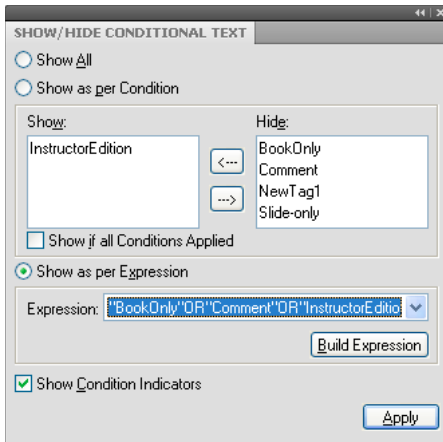 SHOW/HIDE CONDITIONAL TEXT
Show All
Show as per Condition
Show:
Hide:
InstructorEdition
BookOnly
Comment
NewTag1
Slide-only
<---
--->
Show if all Conditions Applied
Show as per Expression
Expression: "BookOnly"OR"Comment"OR"InstructorEditio
Build Expression
Show Condition Indicators
Apply